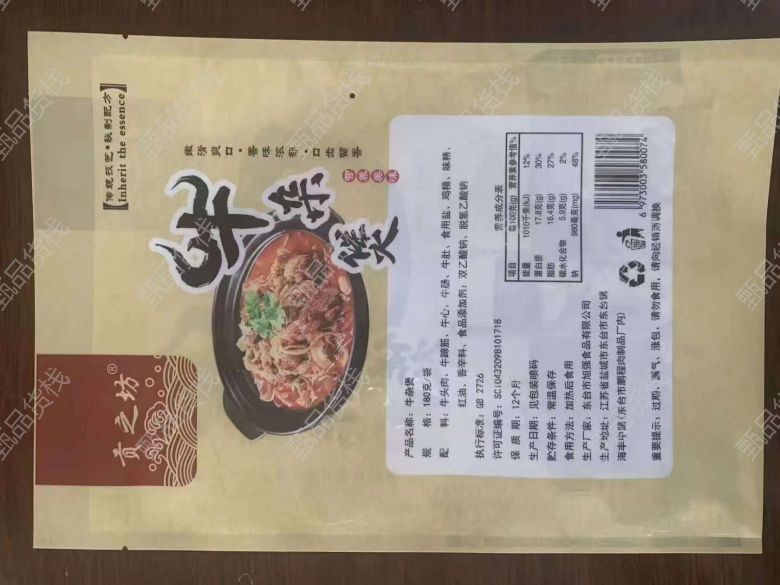 【传统技艺·秘制配方】
Inherit the essence
嫩滑爽口·香味浓郁·口齿留香
牛杂煲
贡之坊®
产品名称：牛杂煲
规　　格：180克/袋
配　　料：牛头肉、牛蹄筋、牛心、牛肠、牛肚、食用盐、鸡精、味精、
红油、香辛料、食品添加剂：双乙酸钠、脱氢乙酸钠
执行标准：GB 2726
许可证编号：SC10432098101718
保 质 期：12个月
生产日期：见包装喷码
贮存条件：常温保存
食用方法：加热后食用
生产厂家：东台市旭强食品有限公司
生产地址：江苏省盐城市东台市东台镇
海丰中路(东台市鹏程肉制品厂内)
重要提示：过期、漏气、涨包、请勿食用，请向经销商调换
营养成分表
项目 每100克(g) 营养素参考值%
能量 1010千焦(kJ) 12%
蛋白质 17.8克(g) 30%
脂肪 16.4克(g) 27%
碳水化合物 5.9克(g) 2%
钠 980毫克(mg) 48%
6 973003 580074
甄品货栈